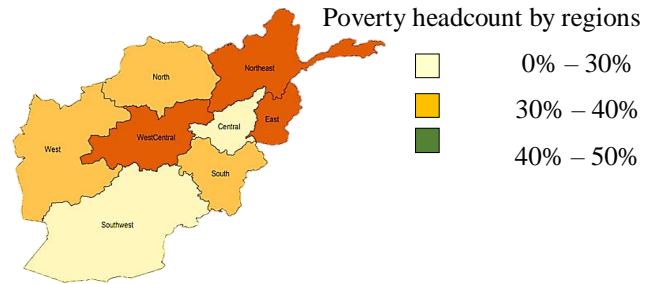 Poverty headcount by regions
0% – 30%
30% – 40%
40% – 50%
North
Northeast
West
WestCentral
Central
East
South
Southwest